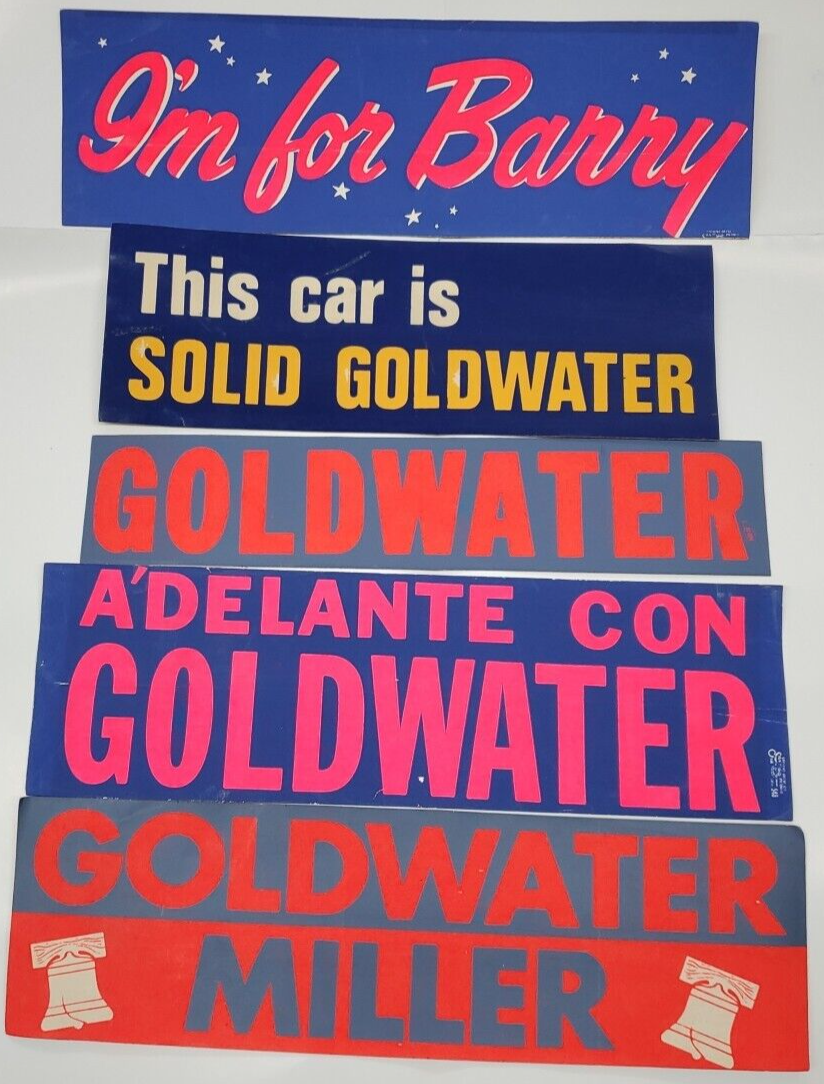 I'm for Barry
This car is
SOLID GOLDWATER
GOLDWATER
A'DELANTE CON
GOLDWATER
GOLDWATER
MILLER